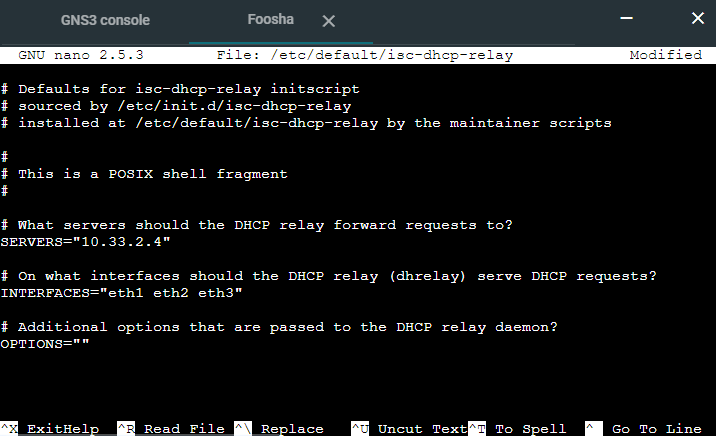 GNS3 console Foosha
GNU nano 2.5.3 File: /etc/default/isc-dhcp-relay Modified
# Defaults for isc-dhcp-relay initscript
# sourced by /etc/init.d/isc-dhcp-relay
# installed at /etc/default/isc-dhcp-relay by the maintainer scripts
#
# This is a POSIX shell fragment
#
# What servers should the DHCP relay forward requests to?
SERVERS="10.33.2.4"
# On what interfaces should the DHCP relay (dhrelay) serve DHCP requests?
INTERFACES="eth1 eth2 eth3"
# Additional options that are passed to the DHCP relay daemon?
OPTIONS=""
^X ExitHelp ^R Read File ^\ Replace ^U Uncut Text^T To Spell ^ Go To Line